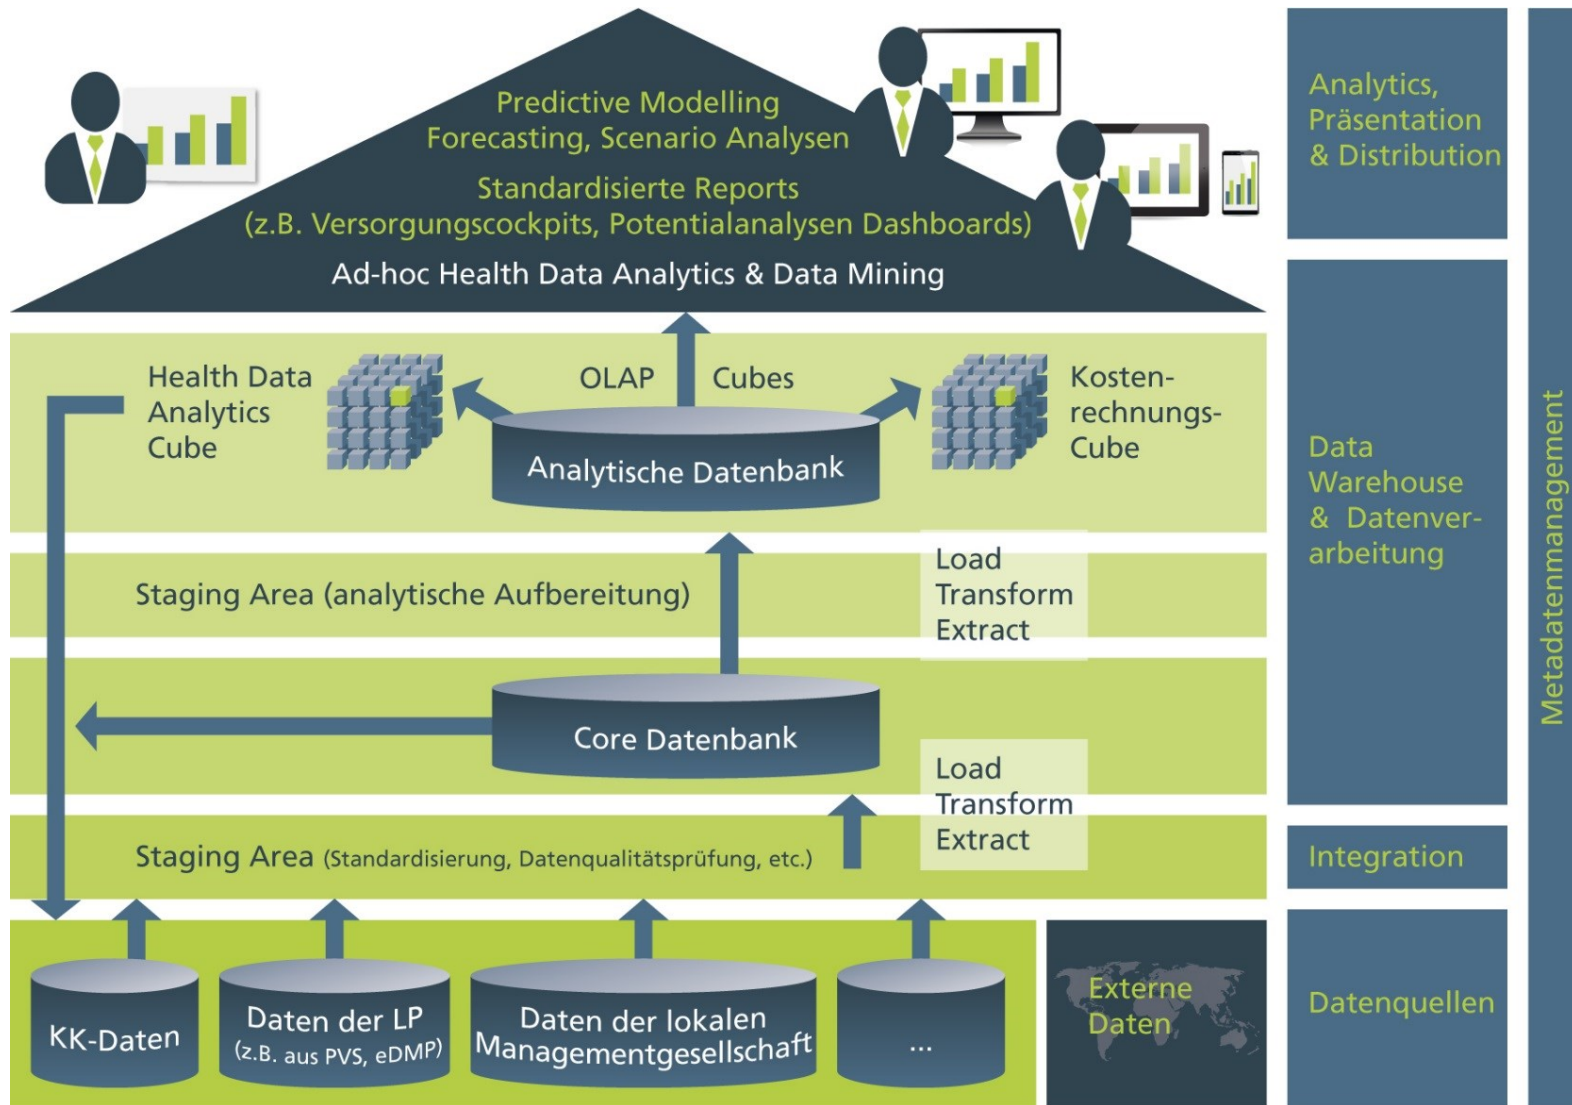 Predictive Modelling
Forecasting, Scenario Analysen
Standardisierte Reports
(z.B. Versorgungscockpits, Potentialanalysen Dashboards)
Ad-hoc Health Data Analytics & Data Mining
Health Data
Analytics
Cube
OLAP Cubes
Kosten-
rechnungs-
Cube
Analytische Datenbank
Staging Area (analytische Aufbereitung)
Load
Transform
Extract
Core Datenbank
Load
Transform
Extract
Staging Area (Standardisierung, Datenqualitätsprüfung, etc.)
KK-Daten
Daten der LP
(z.B. aus PVS, eDMP)
Daten der lokalen
Managementgesellschaft
...
Externe
Daten
Analytics,
Präsentation
& Distribution
Data
Warehouse
& Datenver-
arbeitung
Integration
Datenquellen
Metadatenmanagement